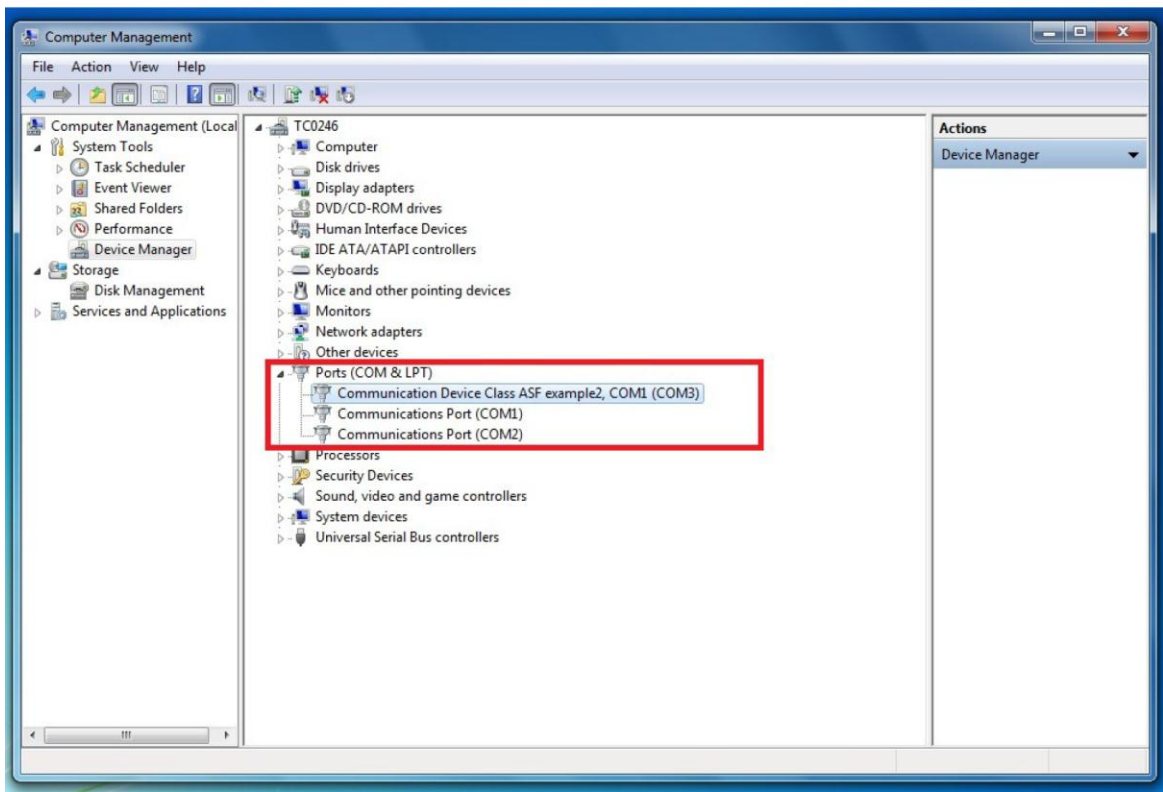 Computer Management
File Action View Help
Computer Management (Local
System Tools
Task Scheduler
Event Viewer
Shared Folders
Performance
Device Manager
Storage
Disk Management
Services and Applications
TC0246
Computer
Disk drives
Display adapters
DVD/CD-ROM drives
Human Interface Devices
IDE ATA/ATAPI controllers
Keyboards
Mice and other pointing devices
Monitors
Network adapters
Other devices
Ports (COM & LPT)
Communication Device Class ASF example2, COM1 (COM3)
Communications Port (COM1)
Communications Port (COM2)
Processors
Security Devices
Sound, video and game controllers
System devices
Universal Serial Bus controllers
Actions
Device Manager